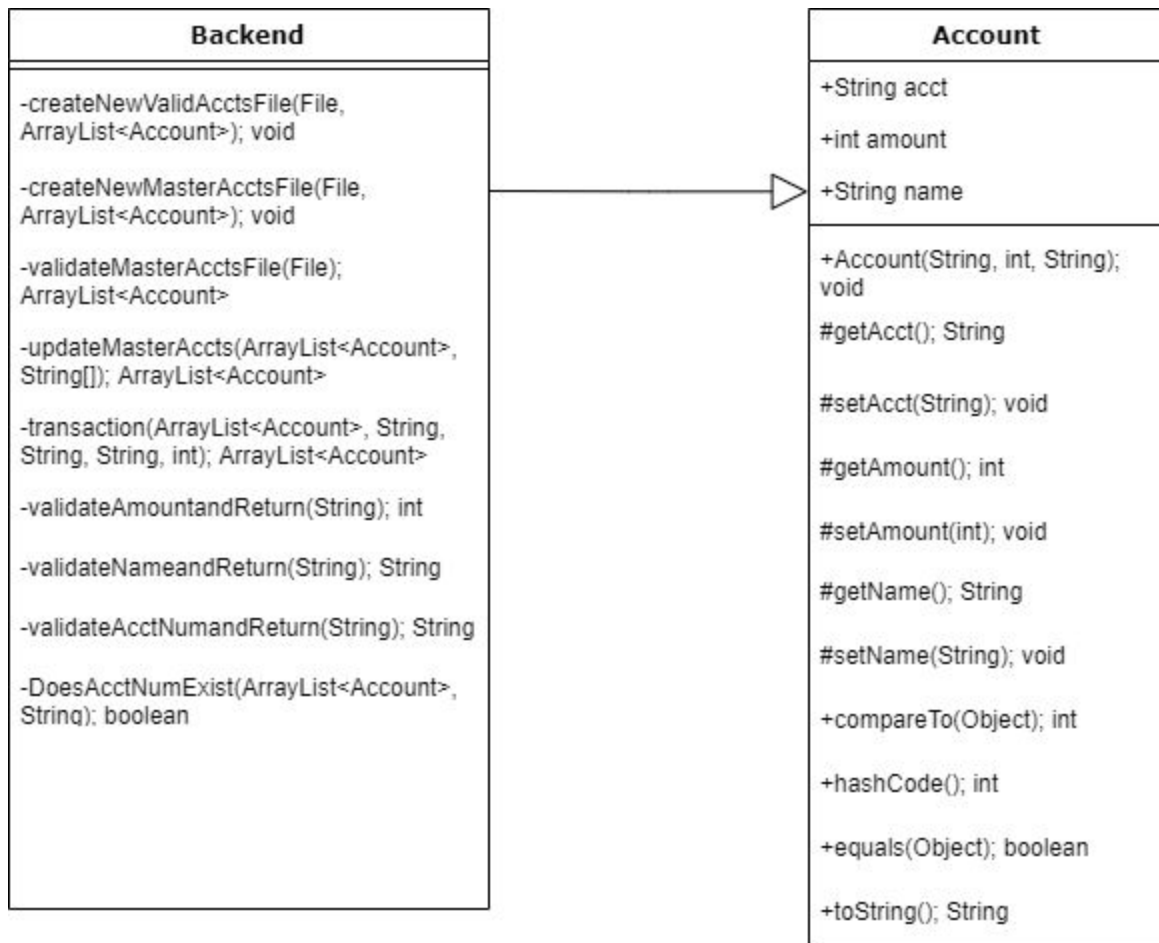 Backend
-createNewValidAcctsFile(File,
ArrayList<Account>); void
-createNewMasterAcctsFile(File,
ArrayList<Account>); void
-validateMasterAcctsFile(File);
ArrayList<Account>
-updateMasterAccts(ArrayList<Account>,
String[]); ArrayList<Account>
-transaction(ArrayList<Account>, String,
String, String, int); ArrayList<Account>
-validateAmountandReturn(String); int
-validateNameandReturn(String); String
-validateAcctNumandReturn(String); String
-DoesAcctNumExist(ArrayList<Account>,
String); boolean
Account
+String acct
+int amount
+String name
+Account(String, int, String);
void
#getAcct(); String
#setAcct(String); void
#getAmount(); int
#setAmount(int); void
#getName(); String
#setName(String); void
+compareTo(Object); int
+hashCode(); int
+equals(Object); boolean
+toString(); String